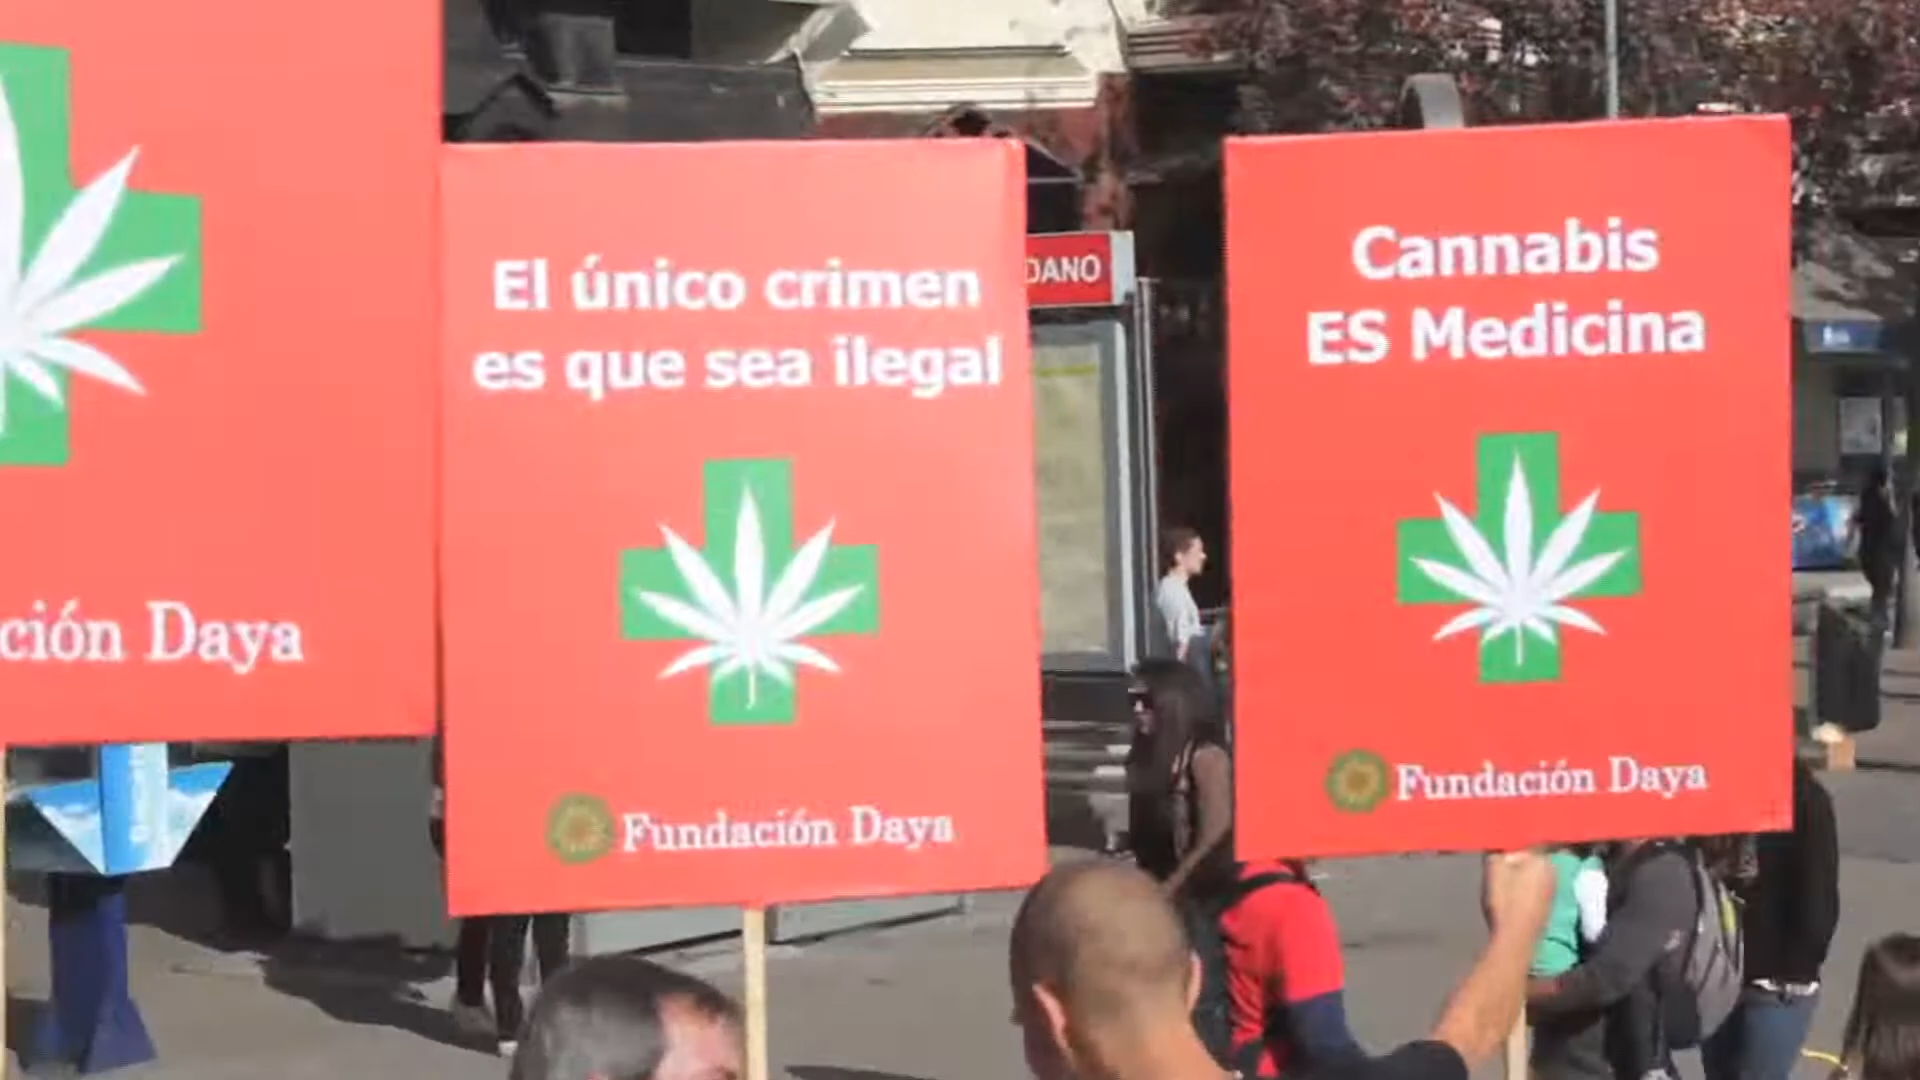 ción Daya
El único crimen
es que sea ilegal
Fundación Daya
DANO
Cannabis
ES Medicina
Fundación Daya